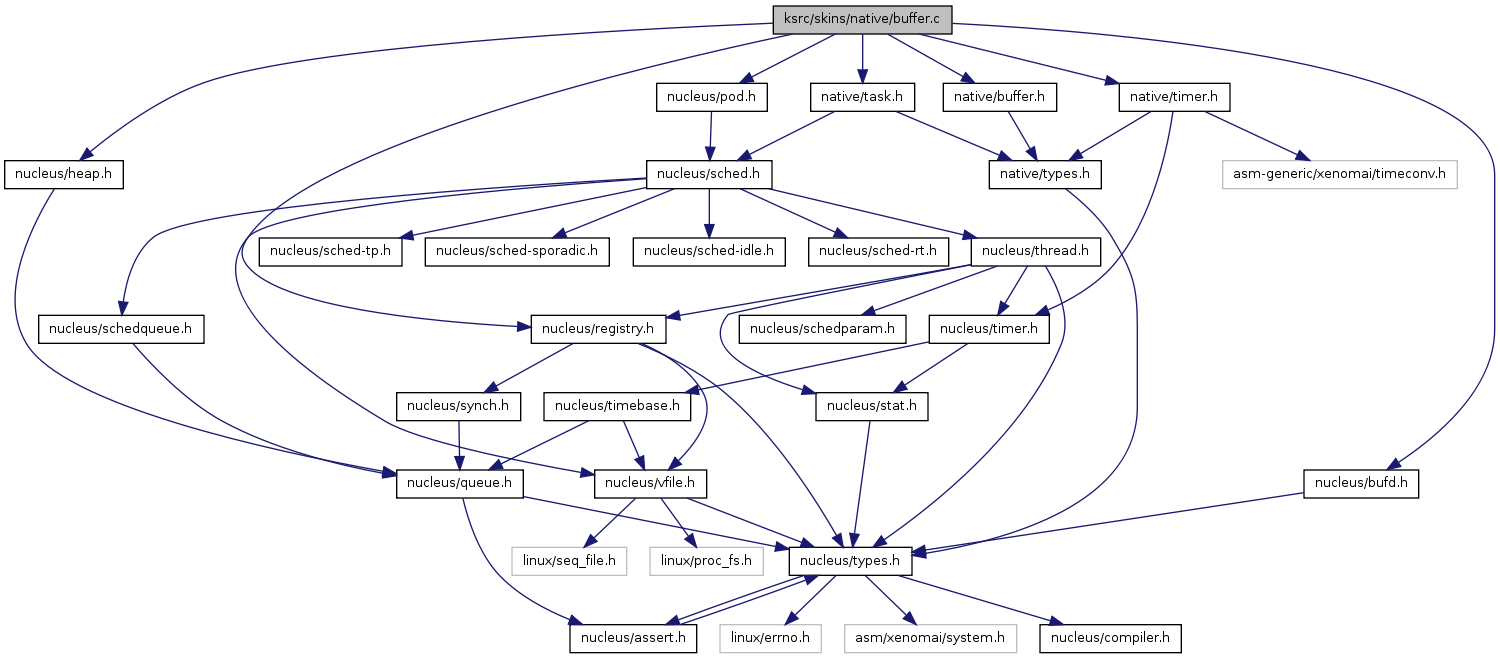 ksrc/skins/native/buffer.c
nucleus/pod.h
native/task.h
native/buffer.h
native/timer.h
nucleus/heap.h
nucleus/sched.h
native/types.h
asm-generic/xenomai/timeconv.h
nucleus/sched-tp.h
nucleus/sched-sporadic.h
nucleus/sched-idle.h
nucleus/sched-rt.h
nucleus/thread.h
nucleus/schedqueue.h
nucleus/registry.h
nucleus/schedparam.h
nucleus/timer.h
nucleus/synch.h
nucleus/timebase.h
nucleus/stat.h
nucleus/queue.h
nucleus/vfile.h
nucleus/bufd.h
linux/seq_file.h
linux/proc_fs.h
nucleus/types.h
nucleus/assert.h
linux/errno.h
asm/xenomai/system.h
nucleus/compiler.h